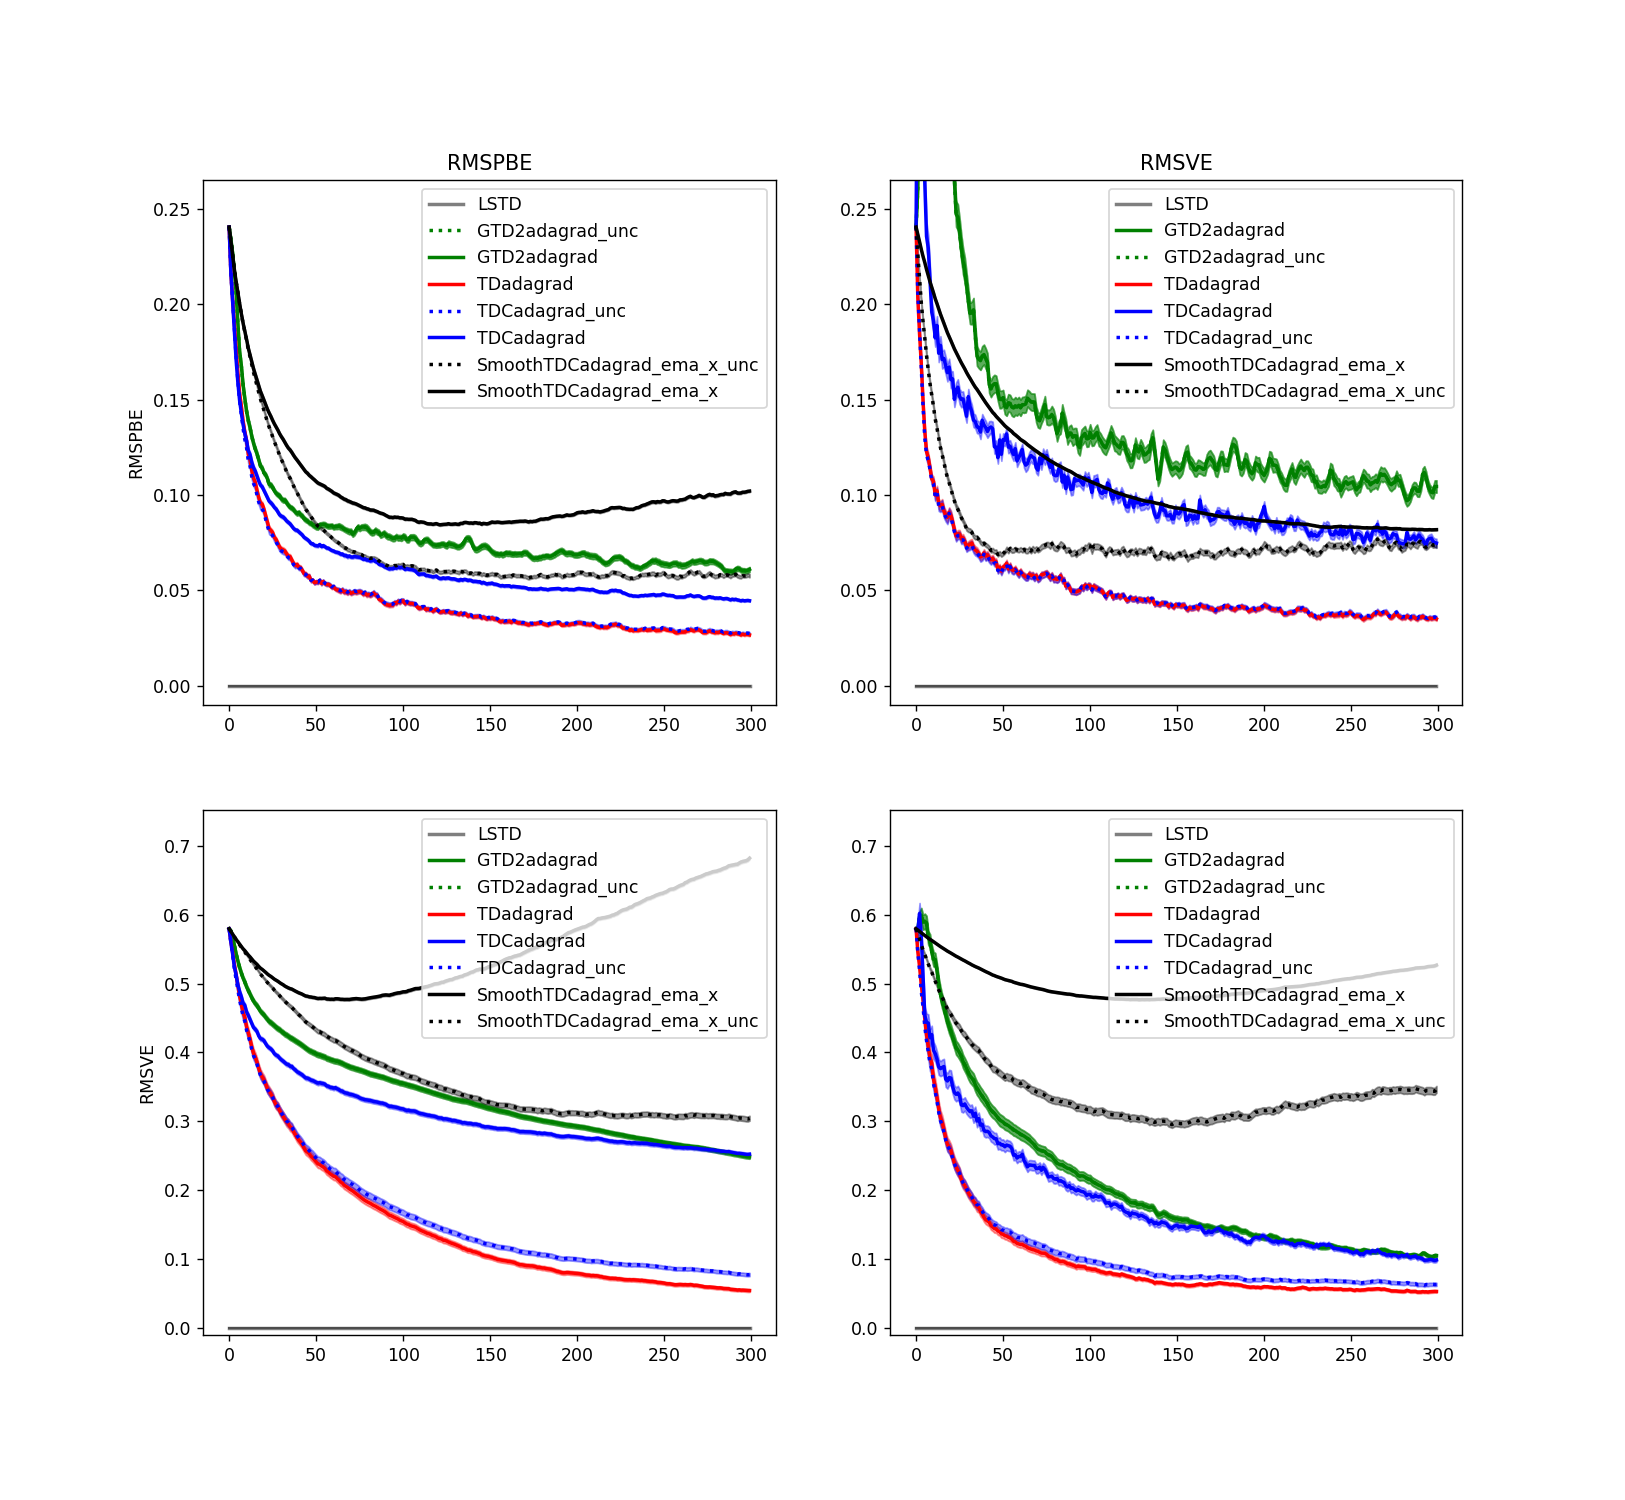 RMSPBE
RMSVE
0.25
0.20
0.15
0.10
0.05
0.00
RMSPBE
LSTD
GTD2adagrad_unc
GTD2adagrad
TDadagrad
TDCadagrad_unc
TDCadagrad
SmoothTDCadagrad_ema_x_unc
SmoothTDCadagrad_ema_x
0 50 100 150 200 250 300
0.25
0.20
0.15
0.10
0.05
0.00
LSTD
GTD2adagrad
GTD2adagrad_unc
TDadagrad
TDCadagrad
TDCadagrad_unc
SmoothTDCadagrad_ema_x
SmoothTDCadagrad_ema_x_unc
0 50 100 150 200 250 300
0.7
0.6
0.5
0.4
0.3
0.2
0.1
0.0
RMSVE
LSTD
GTD2adagrad
GTD2adagrad_unc
TDadagrad
TDCadagrad
TDCadagrad_unc
SmoothTDCadagrad_ema_x
SmoothTDCadagrad_ema_x_unc
0 50 100 150 200 250 300
0.7
0.6
0.5
0.4
0.3
0.2
0.1
0.0
LSTD
GTD2adagrad
GTD2adagrad_unc
TDadagrad
TDCadagrad
TDCadagrad_unc
SmoothTDCadagrad_ema_x
SmoothTDCadagrad_ema_x_unc
0 50 100 150 200 250 300